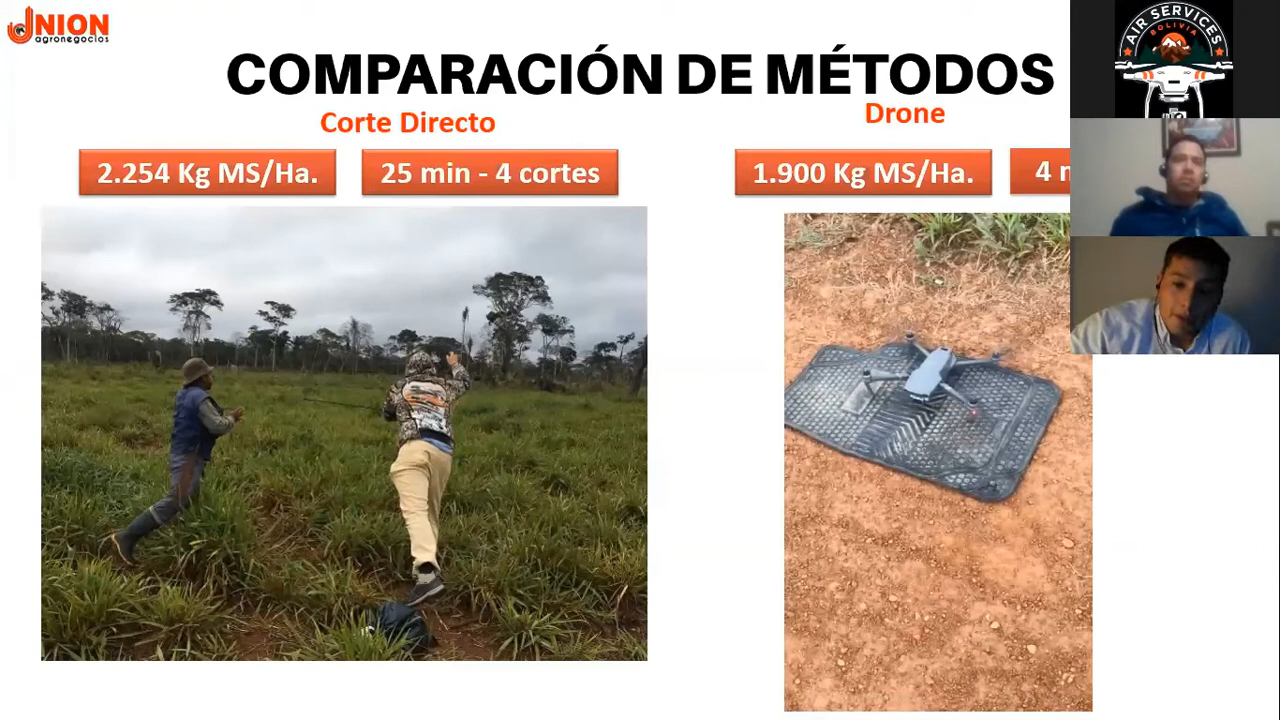 UNION
agronegocios
COMPARACIÓN DE MÉTODOS
Corte Directo
Drone
2.254 Kg MS/Ha.
25 min - 4 cortes
1.900 Kg MS/Ha.
4 m
AIR SERVICES
BOLIVIA